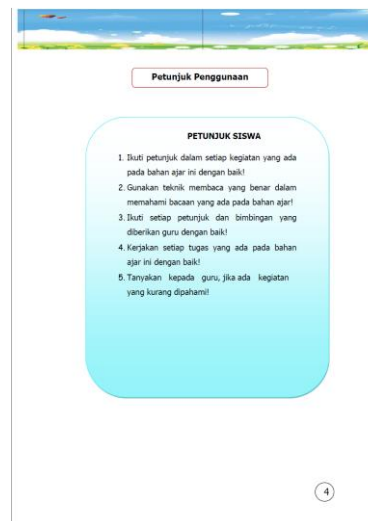 Petunjuk Penggunaan
PETUNJUK SISWA
1. Ikuti petunjuk dalam setiap kegiatan yang ada
pada bahan ajar ini dengan baik!
2. Gunakan teknik membaca yang benar dalam
memahami bacaan yang ada pada bahan ajar!
3. Ikuti setiap petunjuk dan bimbingan yang
diberikan guru dengan baik!
4. Kerjakan setiap tugas yang ada pada bahan
ajar ini dengan baik!
5. Tanyakan kepada guru, jika ada kegiatan
yang kurang dipahami!
4